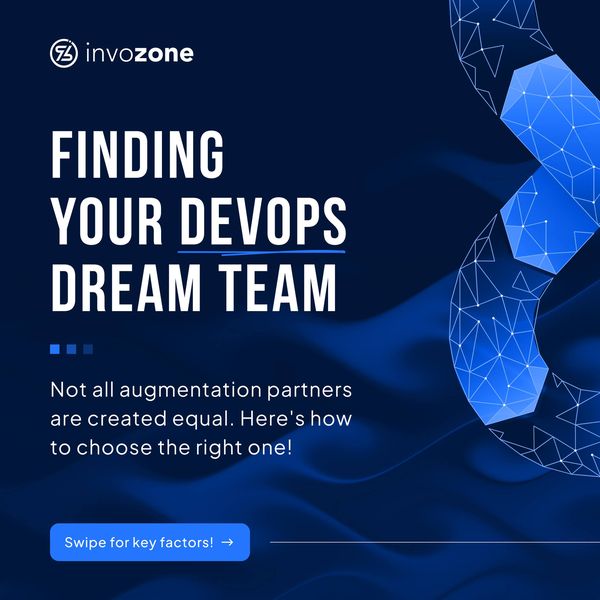 invozone
FINDING
YOUR DEVOPS
DREAM TEAM
Not all augmentation partners
are created equal. Here's how
to choose the right one!
Swipe for key factors! →